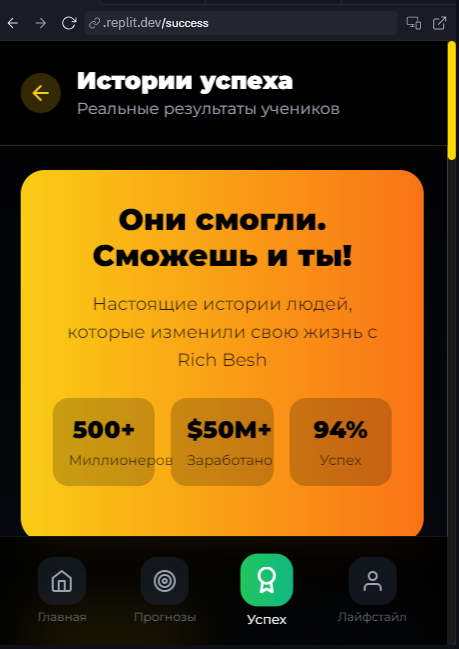 .replit.dev/success
Истории успеха
Реальные результаты учеников
Они смогли.
Сможешь и ты!
Настоящие истории людей,
которые изменили свою жизнь с
Rich Besh
500+ $50M+ 94%
Миллионеров Заработано Успех
Главная Прогнозы Успех Лайфстайл